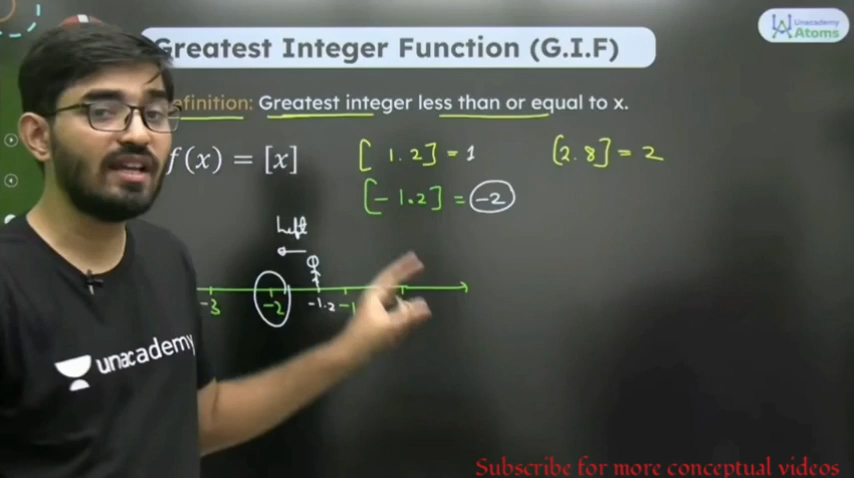 Greatest Integer Function (G.I.F)
Unacademy
Atoms
efinition: Greatest integer less than or equal to x.
f(x) = [x]
[ 1.2] = 1
[2.8] = 2
[-1.2] = -2
Left
-3
-2
-1.2
-1
unacademy
Subscribe for more conceptual videos